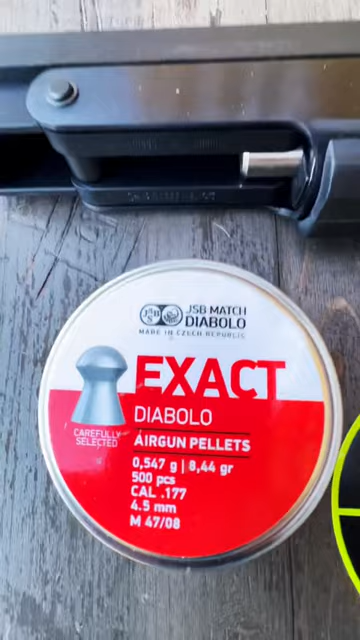 JSB MATCH
DIABOLO
MADE IN CZECH REPUBLIC
EXACT
DIABOLO
CAREFULLY
SELECTED
AIRGUN PELLETS
0,547 g | 8,44 gr
500 pcs
CAL .177
4.5 mm
M 47/08